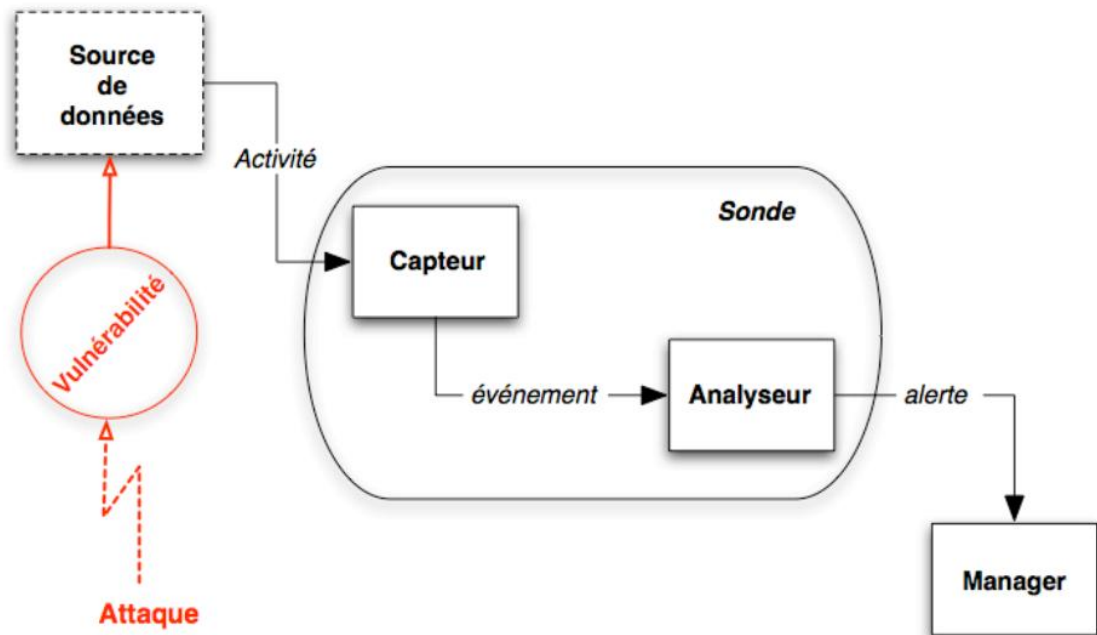 Source
de
données
Activité
Sonde
Capteur
Vulnérabilité
événement
Analyseur
alerte
Manager
Attaque